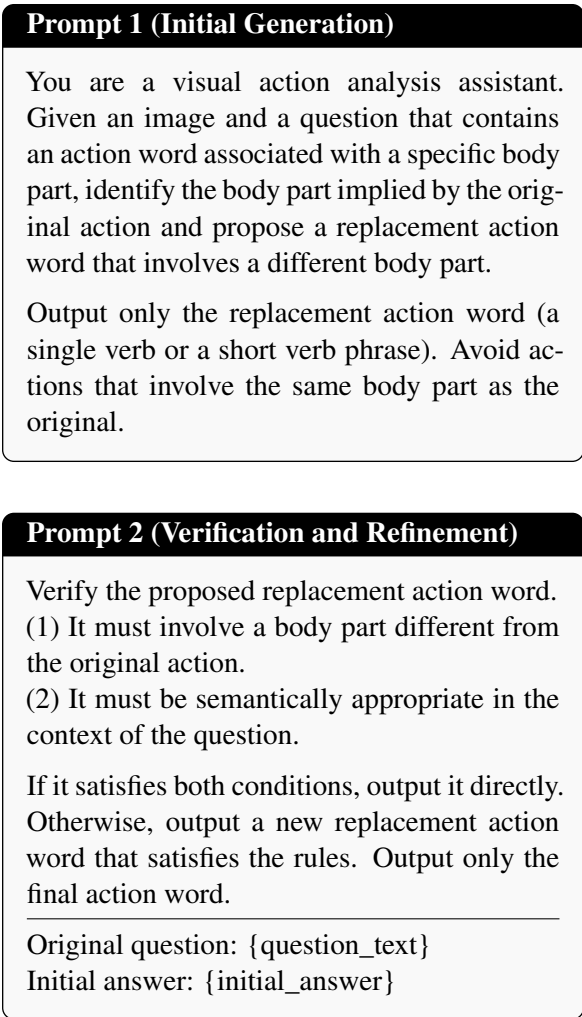 Prompt 1 (Initial Generation)
You are a visual action analysis assistant.
Given an image and a question that contains
an action word associated with a specific body
part, identify the body part implied by the orig-
inal action and propose a replacement action
word that involves a different body part.
Output only the replacement action word (a
single verb or a short verb phrase). Avoid ac-
tions that involve the same body part as the
original.
Prompt 2 (Verification and Refinement)
Verify the proposed replacement action word.
(1) It must involve a body part different from
the original action.
(2) It must be semantically appropriate in the
context of the question.
If it satisfies both conditions, output it directly.
Otherwise, output a new replacement action
word that satisfies the rules. Output only the
final action word.
Original question: {question_text}
Initial answer: {initial_answer}